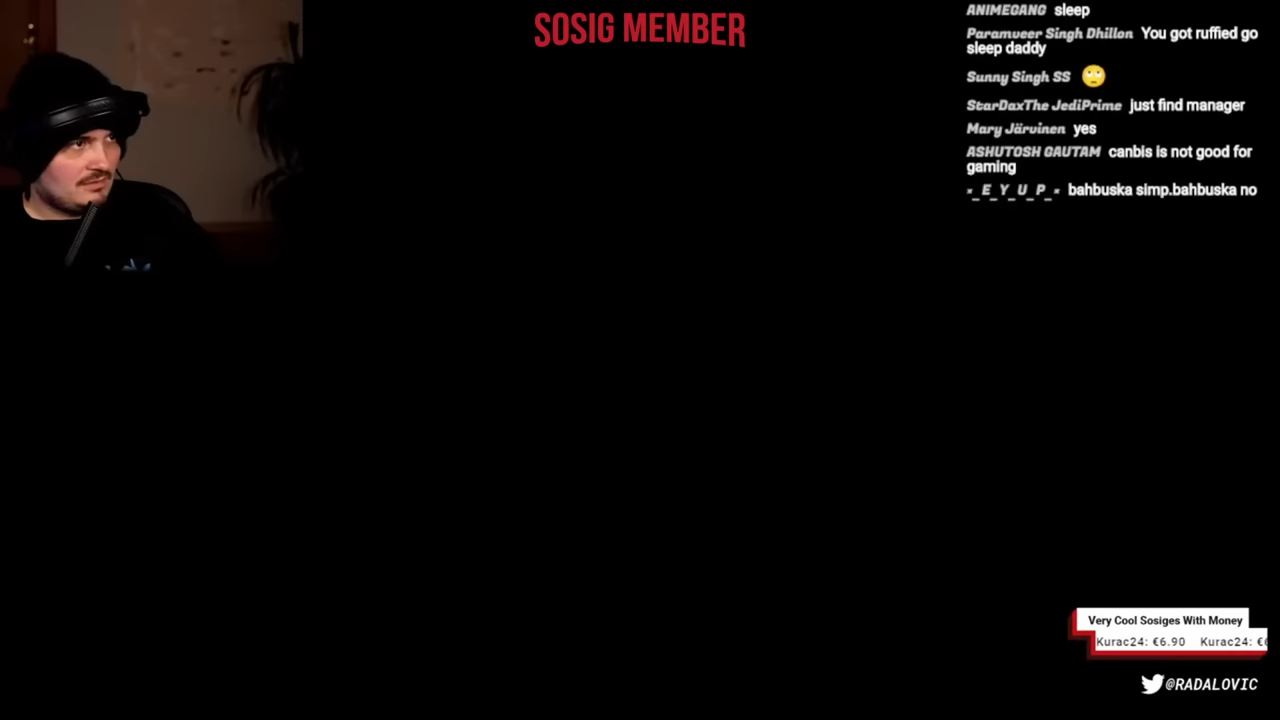 SOSIG MEMBER
ANIMEGANG sleep
Paramveer Singh Dhillon You got ruffied go
sleep daddy
Sunny Singh SS 🙄
StarDaxThe JediPrime just find manager
Mary Järvinen yes
ASHUTOSH GAUTAM canbis is not good for
gaming
×_E_Y_U_P_× bahbuska simp.bahbuska no
Very Cool Sosiges With Money
Kurac24: €6.90 Kurac24: €6
@RADALOVIC